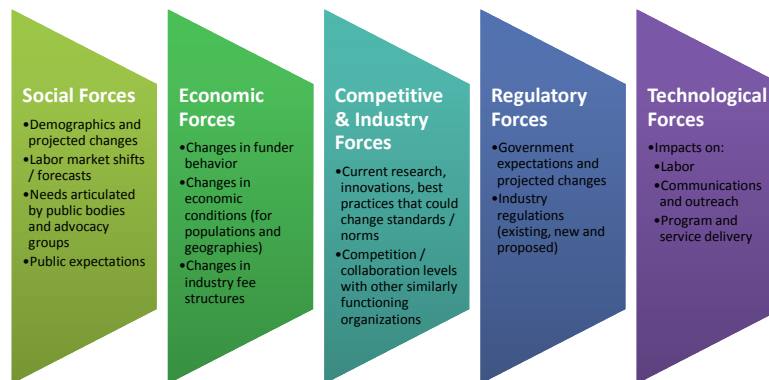 Social Forces
•Demographics and
projected changes
•Labor market shifts
/ forecasts
•Needs articulated
by public bodies
and advocacy
groups
•Public expectations
Economic
Forces
•Changes in funder
behavior
•Changes in
economic
conditions (for
populations and
geographies)
•Changes in
industry fee
structures
Competitive
& Industry
Forces
•Current research,
innovations, best
practices that could
change standards /
norms
•Competition /
collaboration levels
with other similarly
functioning
organizations
Regulatory
Forces
•Government
expectations and
projected changes
•Industry
regulations
(existing, new and
proposed)
Technological
Forces
•Impacts on:
•Labor
•Communications
and outreach
•Program and
service delivery